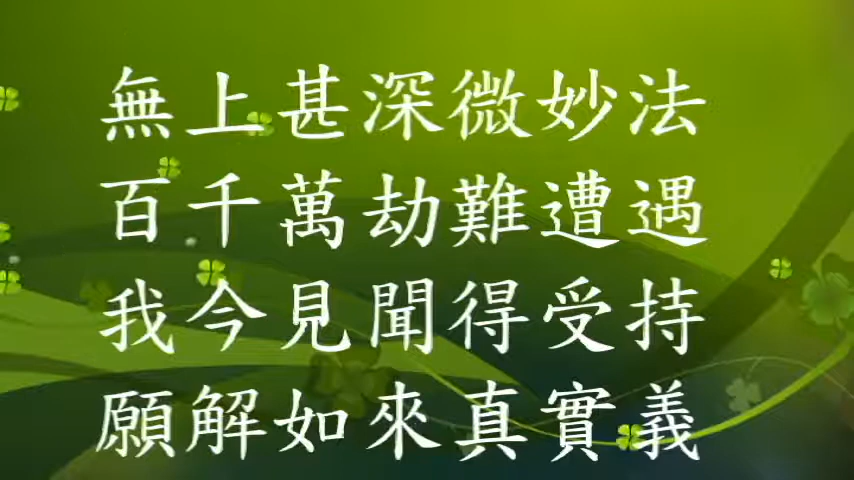 無上甚深微妙法
百千萬劫難遭遇
我今見聞得受持
願解如來真實義